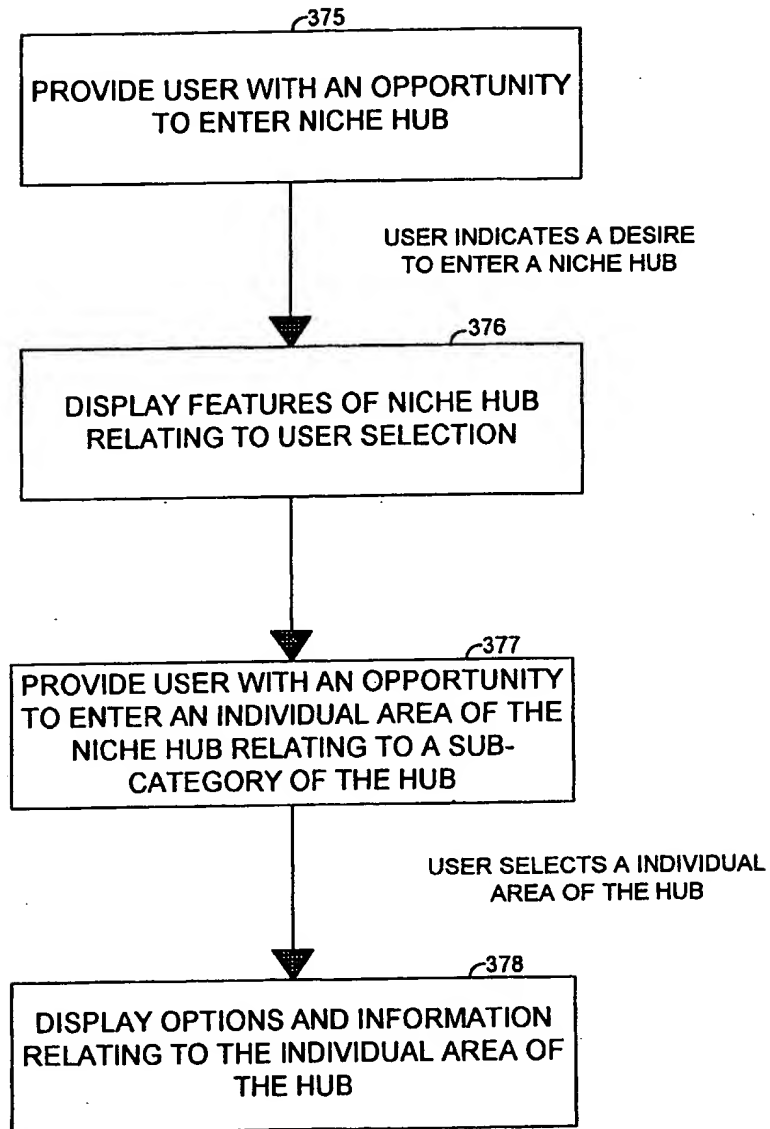 375
PROVIDE USER WITH AN OPPORTUNITY
TO ENTER NICHE HUB
USER INDICATES A DESIRE
TO ENTER A NICHE HUB
376
DISPLAY FEATURES OF NICHE HUB
RELATING TO USER SELECTION
377
PROVIDE USER WITH AN OPPORTUNITY
TO ENTER AN INDIVIDUAL AREA OF THE
NICHE HUB RELATING TO A SUB-
CATEGORY OF THE HUB
USER SELECTS A INDIVIDUAL
AREA OF THE HUB
378
DISPLAY OPTIONS AND INFORMATION
RELATING TO THE INDIVIDUAL AREA OF
THE HUB